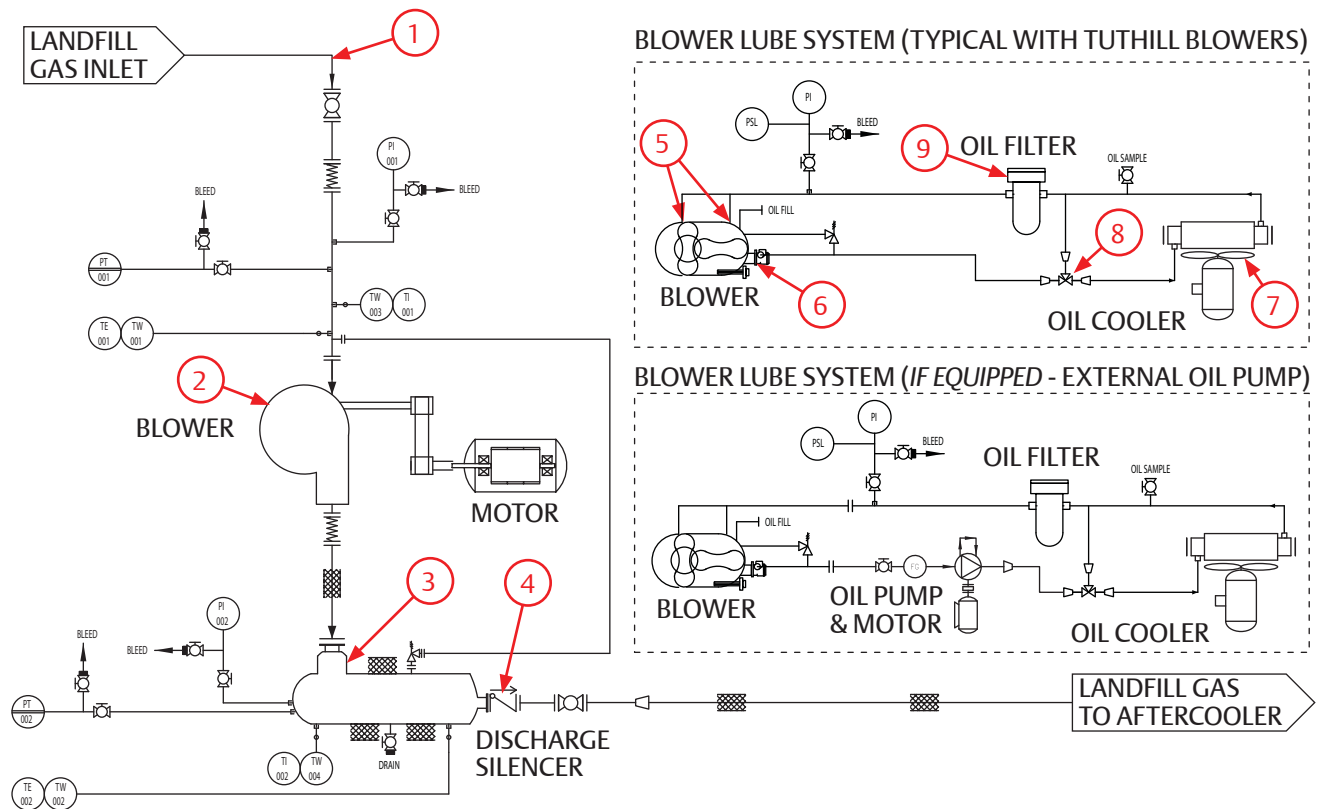 LANDFILL
GAS INLET
1
PI
001
BLEED
BLEED
PT
001
TW
003
TI
001
TE
001
TW
001
2
BLOWER
MOTOR
3
4
PI
002
BLEED
BLEED
PT
002
TI
002
TW
004
DRAIN
DISCHARGE
SILENCER
TE
002
TW
002
LANDFILL GAS
TO AFTERCOOLER
BLOWER LUBE SYSTEM (TYPICAL WITH TUTHILL BLOWERS)
PI
PSL
BLEED
5
9
OIL FILTER
OIL SAMPLE
OIL FILL
8
BLOWER
6
OIL COOLER
7
BLOWER LUBE SYSTEM (IF EQUIPPED - EXTERNAL OIL PUMP)
PI
PSL
BLEED
OIL FILTER
OIL SAMPLE
OIL FILL
FG
BLOWER
OIL PUMP
& MOTOR
OIL COOLER